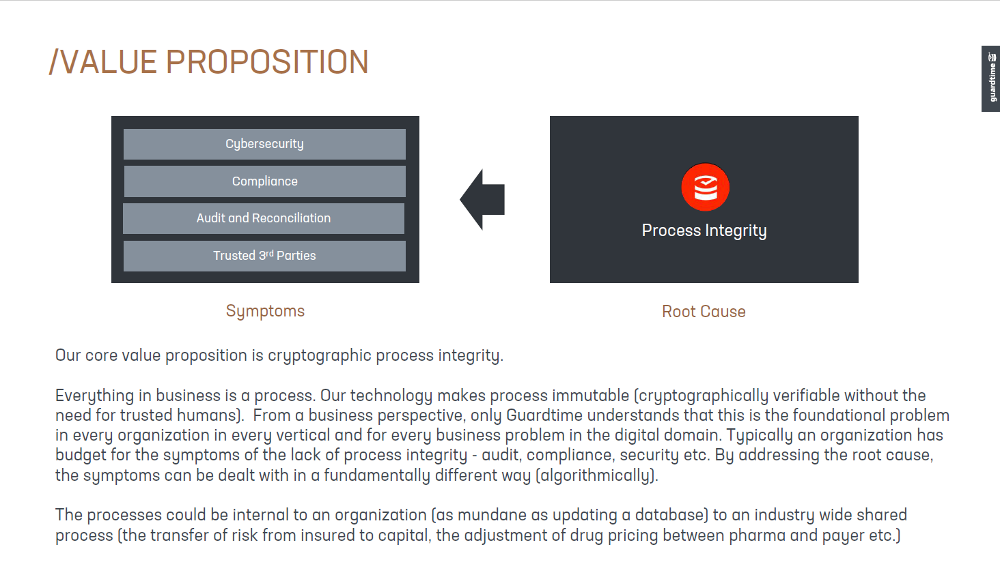 /VALUE PROPOSITION
guardtime
Cybersecurity
Compliance
Audit and Reconciliation
Trusted 3rd Parties
Process Integrity
Symptoms
Root Cause
Our core value proposition is cryptographic process integrity.
Everything in business is a process. Our technology makes process immutable (cryptographically verifiable without the
need for trusted humans).  From a business perspective, only Guardtime understands that this is the foundational problem
in every organization in every vertical and for every business problem in the digital domain. Typically an organization has
budget for the symptoms of the lack of process integrity - audit, compliance, security etc. By addressing the root cause,
the symptoms can be dealt with in a fundamentally different way (algorithmically).
The processes could be internal to an organization (as mundane as updating a database) to an industry wide shared
process (the transfer of risk from insured to capital, the adjustment of drug pricing between pharma and payer etc.)